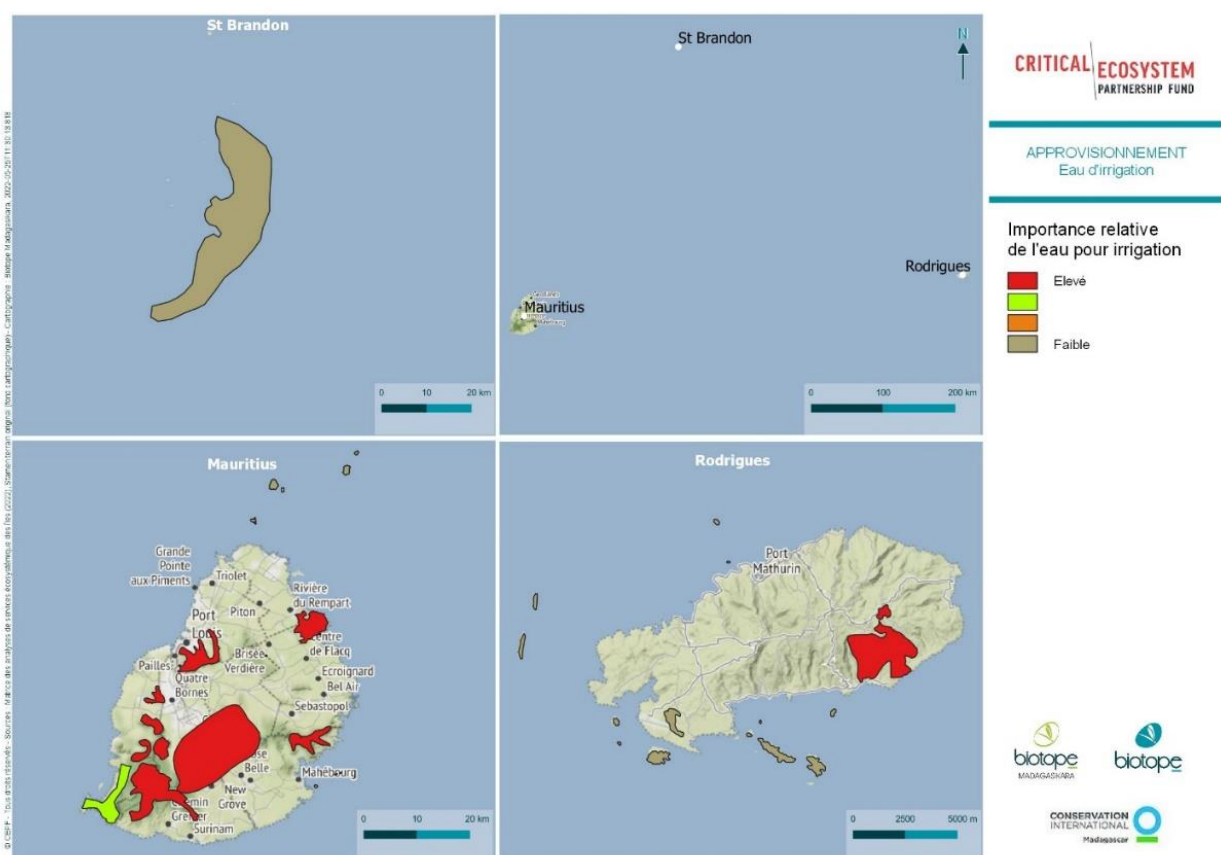 St Brandon
St Brandon
N
Rodrigues
Mauritius
0 10 20 km
0 100 200 km
Mauritius
Grande
Pointe
aux Piments
Triolet
Piton
Rivière
du Rempart
Port
Louis
Centre
de Flacq
Pailles
Brisée
Verdière
Quatre
Bornes
Ecroignard
Bel Air
Sebastopol
Belle
Mahébourg
New
Grove
Chemin
Grenier
Surinam
0 10 20 km
Rodrigues
Port
Mathurin
0 2500 5000 m
CRITICAL ECOSYSTEM
PARTNERSHIP FUND
APPROVISIONNEMENT
Eau d'irrigation
Importance relative
de l'eau pour irrigation
Elevé
Faible
biotope
MADAGASKARA
biotope
CONSERVATION
INTERNATIONAL
Madagascar